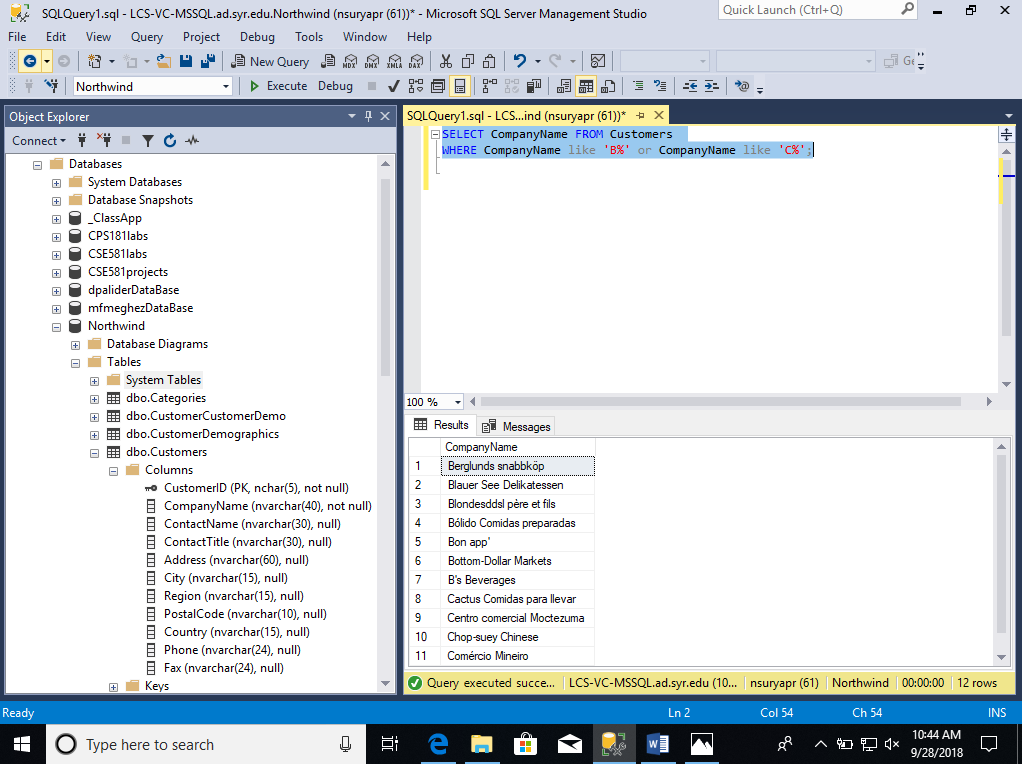 SQLQuery1.sql - LCS-VC-MSSQL.ad.syr.edu.Northwind (nsuryapr (61))* - Microsoft SQL Server Management Studio
Quick Launch (Ctrl+Q)
File Edit View Query Project Debug Tools Window Help
New Query MDX DMX XMLA DAX
Northwind Execute Debug
Object Explorer
Connect
Databases
System Databases
Database Snapshots
_ClassApp
CPS181labs
CSE581labs
CSE581projects
dpaliderDataBase
mfmeghezDataBase
Northwind
Database Diagrams
Tables
System Tables
dbo.Categories
dbo.CustomerCustomerDemo
dbo.CustomerDemographics
dbo.Customers
Columns
CustomerID (PK, nchar(5), not null)
CompanyName (nvarchar(40), not null)
ContactName (nvarchar(30), null)
ContactTitle (nvarchar(30), null)
Address (nvarchar(60), null)
City (nvarchar(15), null)
Region (nvarchar(15), null)
PostalCode (nvarchar(10), null)
Country (nvarchar(15), null)
Phone (nvarchar(24), null)
Fax (nvarchar(24), null)
Keys
SQLQuery1.sql - LCS...ind (nsuryapr (61))*
SELECT CompanyName FROM Customers
WHERE CompanyName like 'B%' or CompanyName like 'C%';
100 %
Results Messages
CompanyName
1 Berglunds snabbköp
2 Blauer See Delikatessen
3 Blondesddsl père et fils
4 Bólido Comidas preparadas
5 Bon app'
6 Bottom-Dollar Markets
7 B's Beverages
8 Cactus Comidas para llevar
9 Centro comercial Moctezuma
10 Chop-suey Chinese
11 Comércio Mineiro
Query executed succe... LCS-VC-MSSQL.ad.syr.edu (10... nsuryapr (61) Northwind 00:00:00 12 rows
Ready Ln 2 Col 54 Ch 54 INS
Type here to search
10:44 AM
9/28/2018